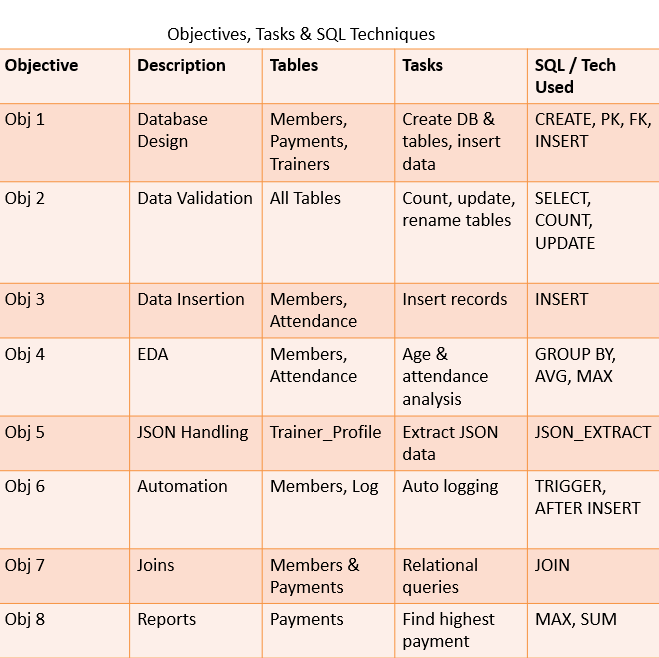 Objectives, Tasks & SQL Techniques
Objective Description Tables Tasks SQL / Tech
Used
Obj 1 Database Members, Create DB & CREATE, PK, FK,
Design Payments, tables, insert INSERT
Trainers data
Obj 2 Data Validation All Tables Count, update, SELECT,
rename tables COUNT,
UPDATE
Obj 3 Data Insertion Members, Insert records INSERT
Attendance
Obj 4 EDA Members, Age & GROUP BY,
Attendance attendance AVG, MAX
analysis
Obj 5 JSON Handling Trainer_Profile Extract JSON JSON_EXTRACT
data
Obj 6 Automation Members, Log Auto logging TRIGGER,
AFTER INSERT
Obj 7 Joins Members & Relational JOIN
Payments queries
Obj 8 Reports Payments Find highest MAX, SUM
payment